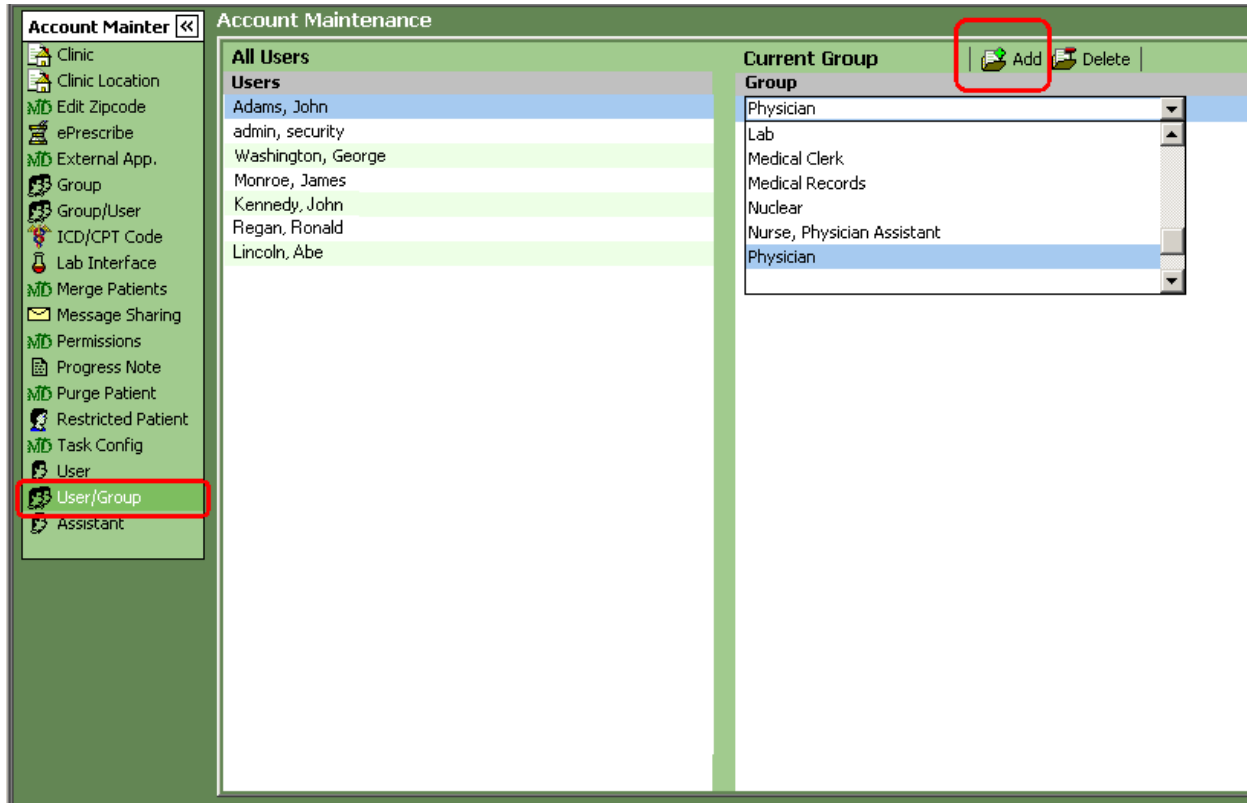 Account Mainter
Clinic
Clinic Location
Edit Zipcode
ePrescribe
External App.
Group
Group/User
ICD/CPT Code
Lab Interface
Merge Patients
Message Sharing
Permissions
Progress Note
Purge Patient
Restricted Patient
Task Config
User
User/Group
Assistant
Account Maintenance
All Users
Users
Adams, John
admin, security
Washington, George
Monroe, James
Kennedy, John
Regan, Ronald
Lincoln, Abe
Current Group
Add
Delete
Group
Physician
Lab
Medical Clerk
Medical Records
Nuclear
Nurse, Physician Assistant
Physician